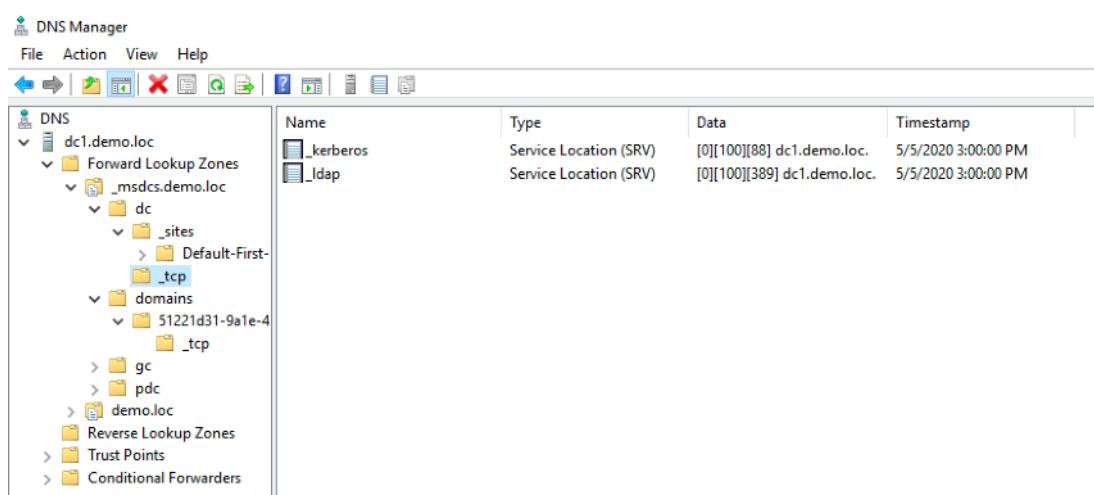 DNS Manager
File Action View Help
DNS
dc1.demo.loc
Forward Lookup Zones
_msdcs.demo.loc
dc
_sites
Default-First-
_tcp
domains
51221d31-9a1e-4
_tcp
gc
pdc
demo.loc
Reverse Lookup Zones
Trust Points
Conditional Forwarders
Name Type Data Timestamp
_kerberos Service Location (SRV) [0][100][88] dc1.demo.loc. 5/5/2020 3:00:00 PM
_ldap Service Location (SRV) [0][100][389] dc1.demo.loc. 5/5/2020 3:00:00 PM